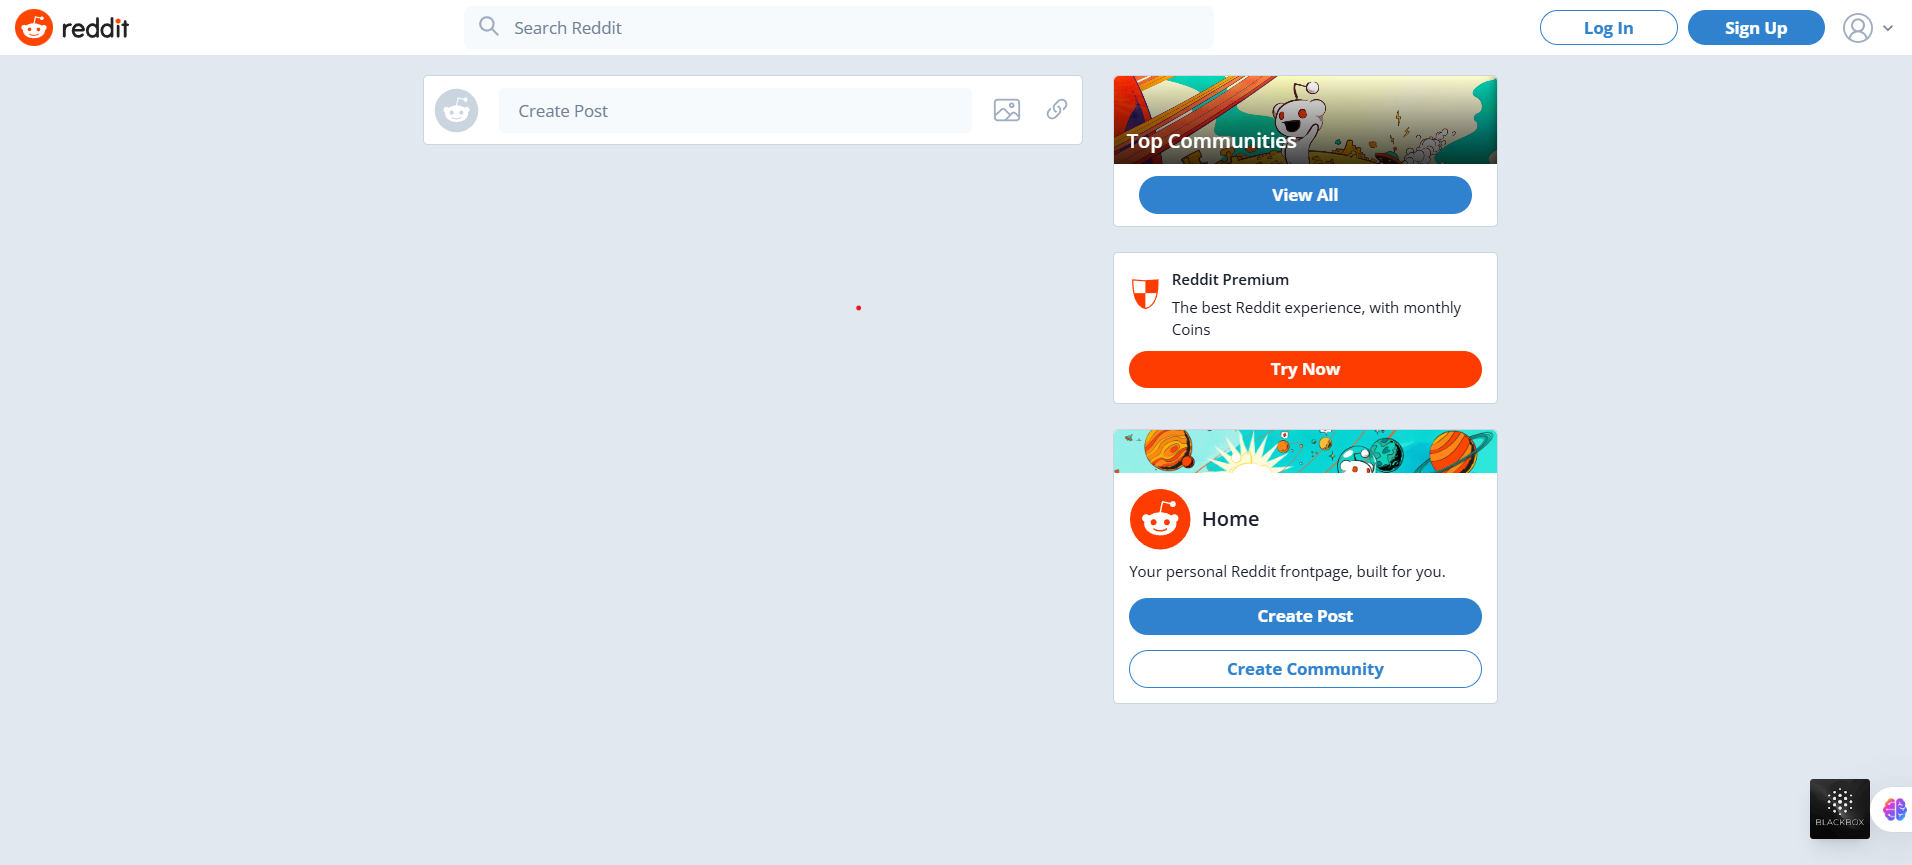 reddit
Search Reddit
Log In
Sign Up
Create Post
Top Communities
View All
Reddit Premium
The best Reddit experience, with monthly
Coins
Try Now
Home
Your personal Reddit frontpage, built for you.
Create Post
Create Community
BLACKBOX